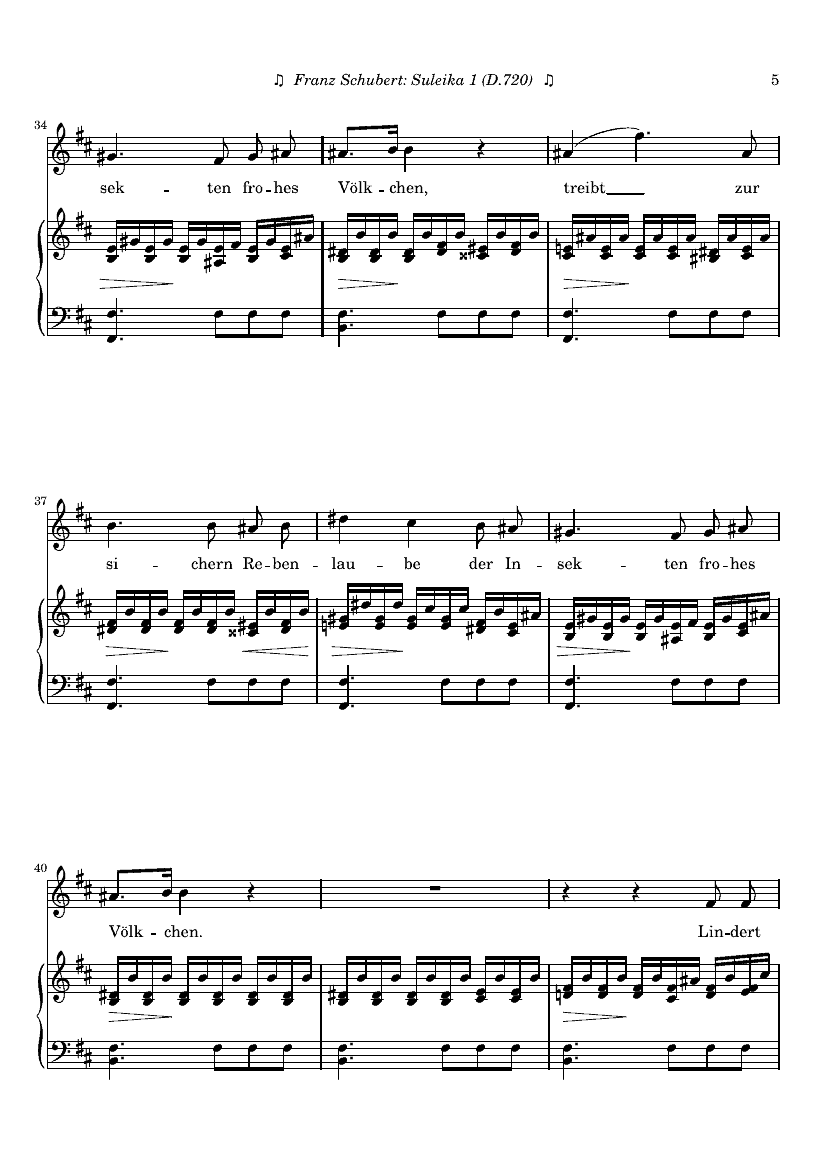 ♫ Franz Schubert: Suleika 1 (D.720) ♫ 5
34
sek - ten fro - hes Völk - chen, treibt zur
37
si - chern Re - ben - lau - be der In - sek - ten fro - hes
40
Völk - chen. Lin - dert